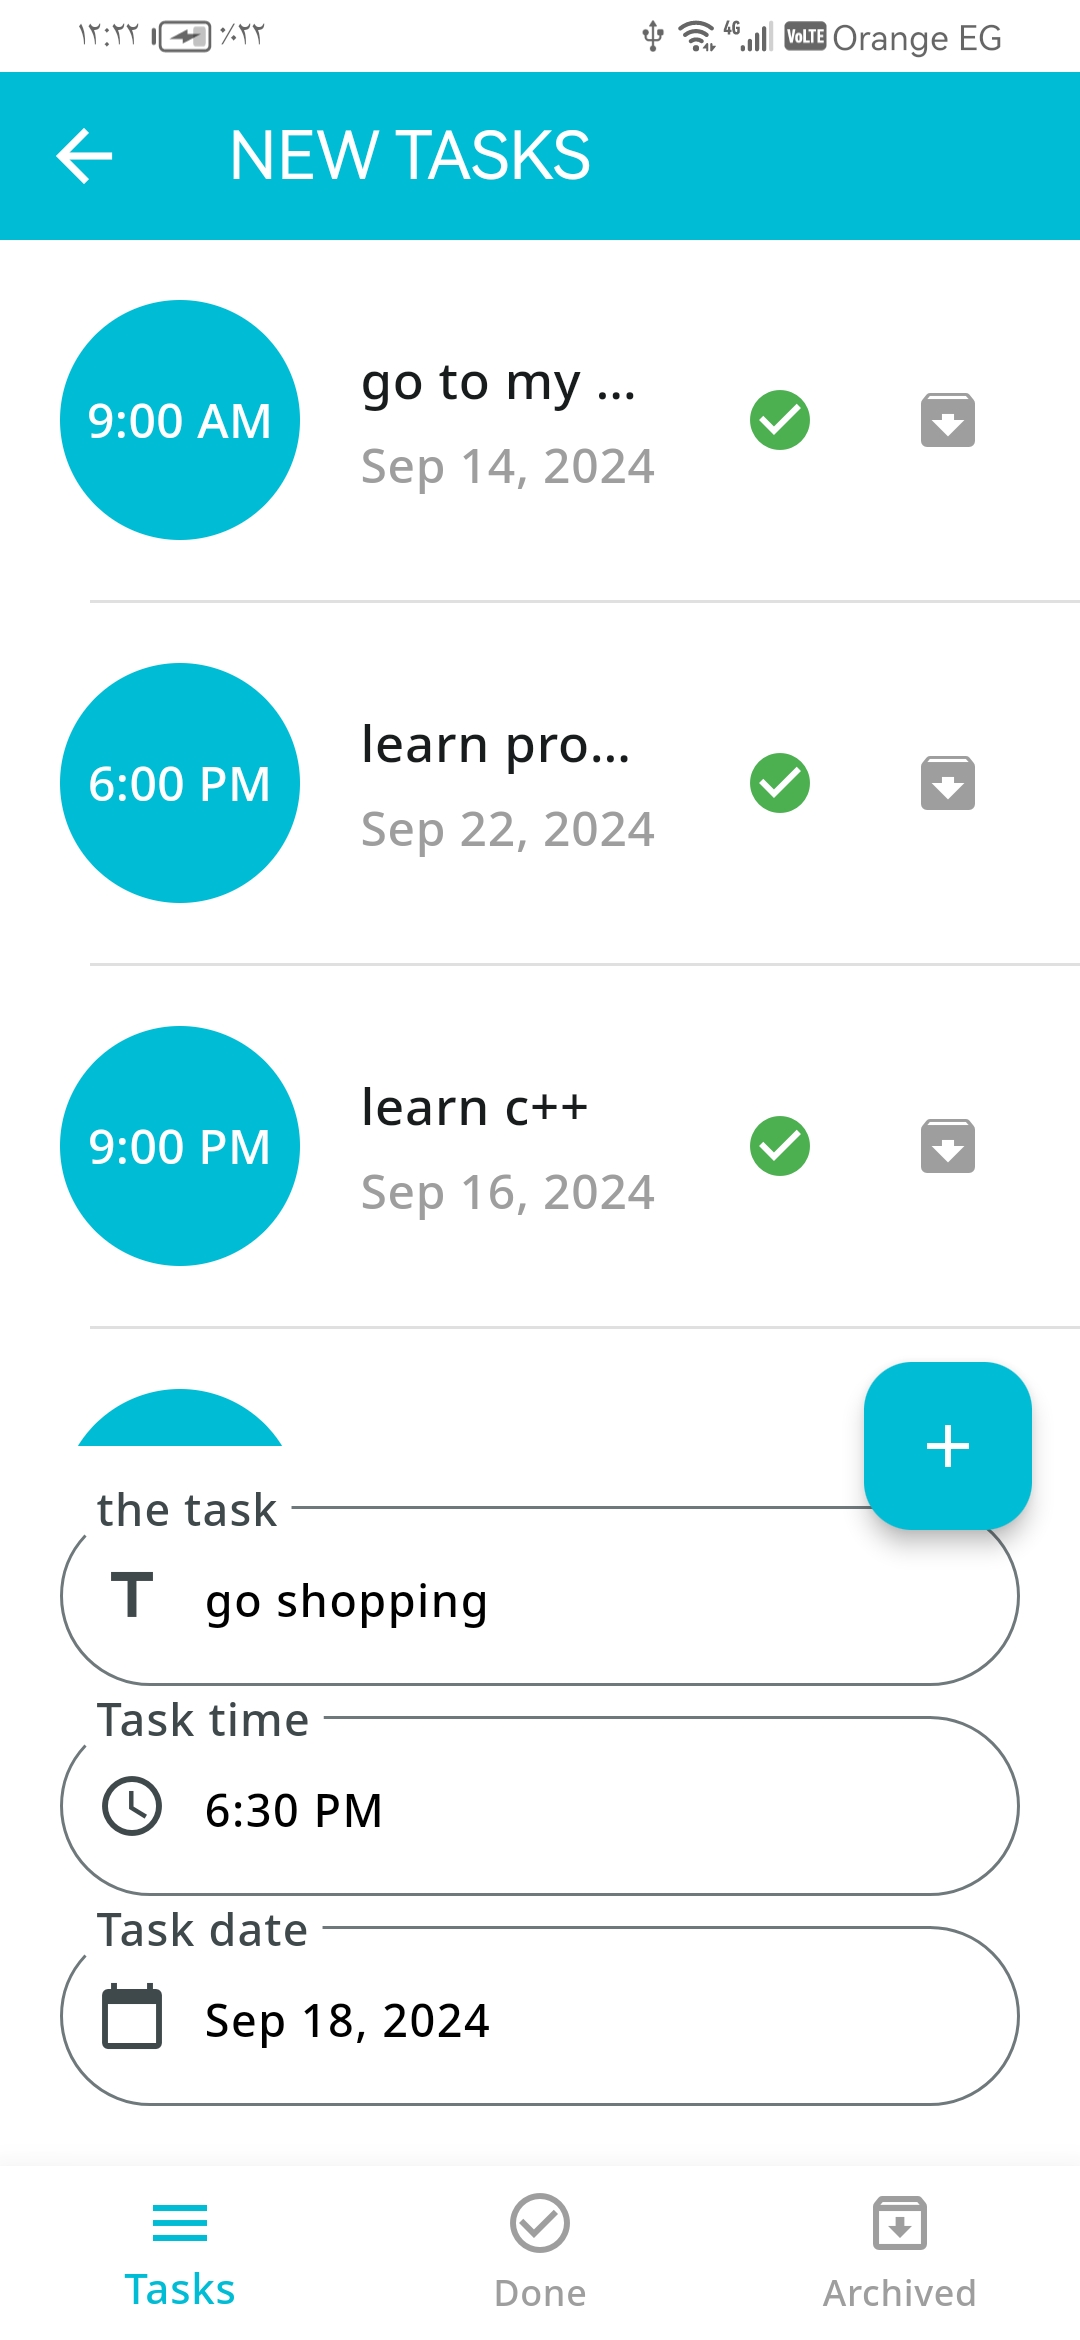 ١٢:٢٢ ٪٢٢ 4G VoLTE Orange EG
NEW TASKS
9:00 AM
go to my ...
Sep 14, 2024
6:00 PM
learn pro...
Sep 22, 2024
9:00 PM
learn c++
Sep 16, 2024
the task
go shopping
Task time
6:30 PM
Task date
Sep 18, 2024
Tasks Done Archived